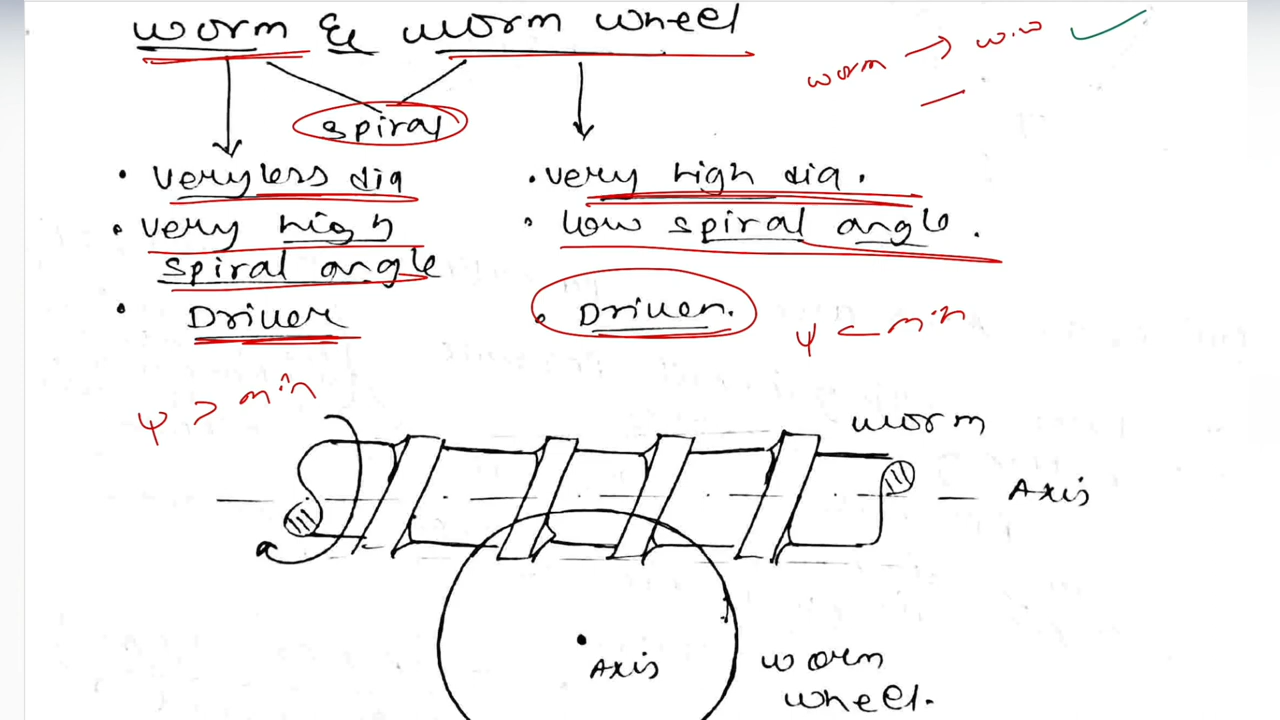 worm & worm wheel
worm → w.w
spiral
• very less dia
• very high spiral angle
• Driver
• very high dia.
• low spiral angle.
• Driven.
ψ < min
ψ > min
worm
Axis
Axis
worm
wheel.